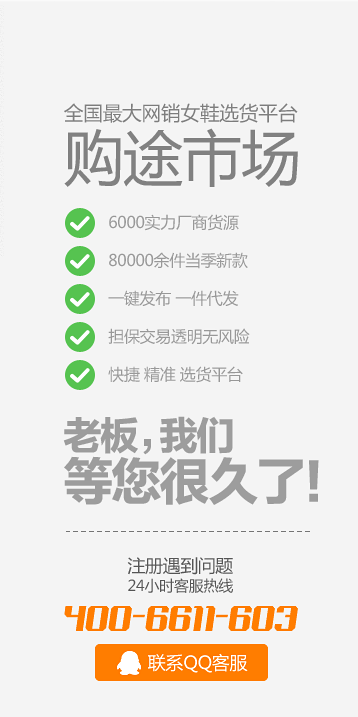 全国最大网销女鞋选货平台
购途市场
6000实力厂商货源
80000余件当季新款
一键发布 一件代发
担保交易透明无风险
快捷 精准 选货平台
老板，我们
等您很久了!
注册遇到问题
24小时客服热线
400-6611-603
联系QQ客服